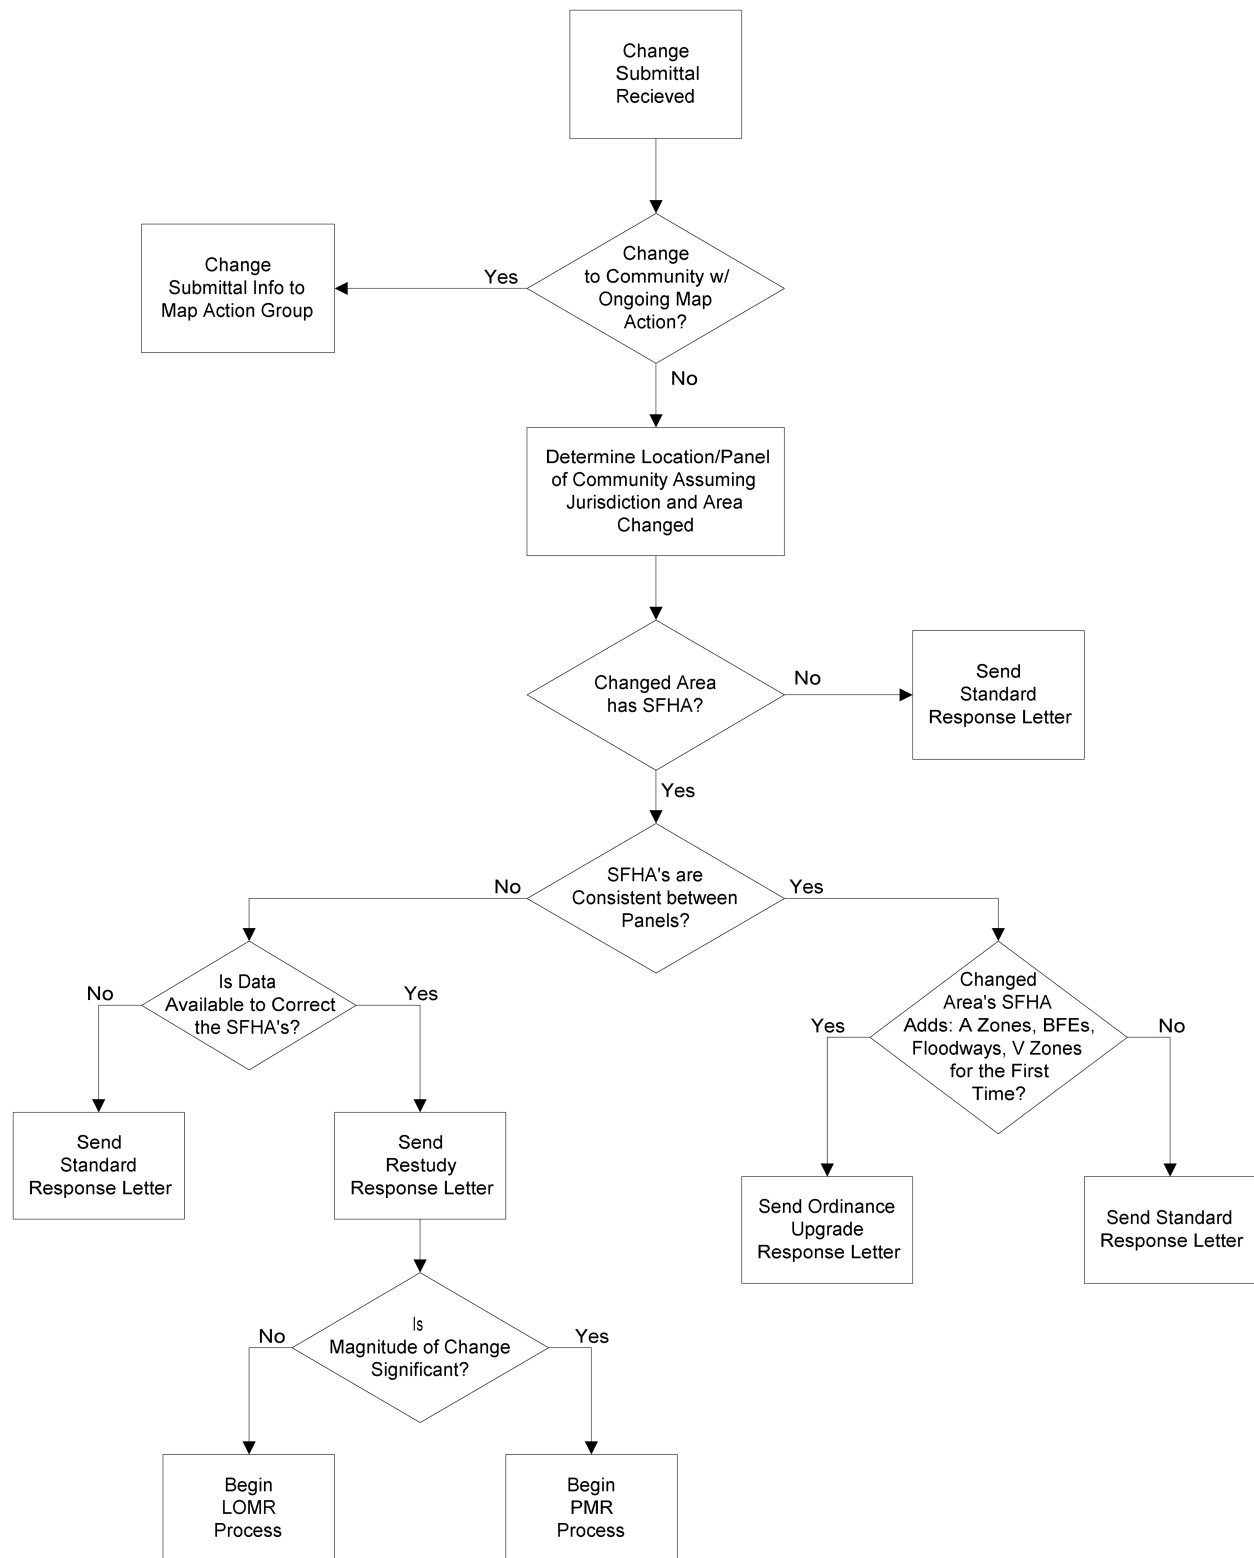 Change
Submittal
Recieved
Change
to Community w/
Ongoing Map
Action?
Yes
Change
Submittal Info to
Map Action Group
No
Determine Location/Panel
of Community Assuming
Jurisdiction and Area
Changed
Changed Area
has SFHA?
No
Send
Standard
Response Letter
Yes
SFHA's are
Consistent between
Panels?
No
Yes
Is Data
Available to Correct
the SFHA's?
No
Yes
Changed
Area's SFHA
Adds: A Zones, BFEs,
Floodways, V Zones
for the First
Time?
Yes
No
Send
Standard
Response Letter
Send
Restudy
Response Letter
Send Ordinance
Upgrade
Response Letter
Send Standard
Response Letter
Is
Magnitude of Change
Significant?
No
Yes
Begin
LOMR
Process
Begin
PMR
Process